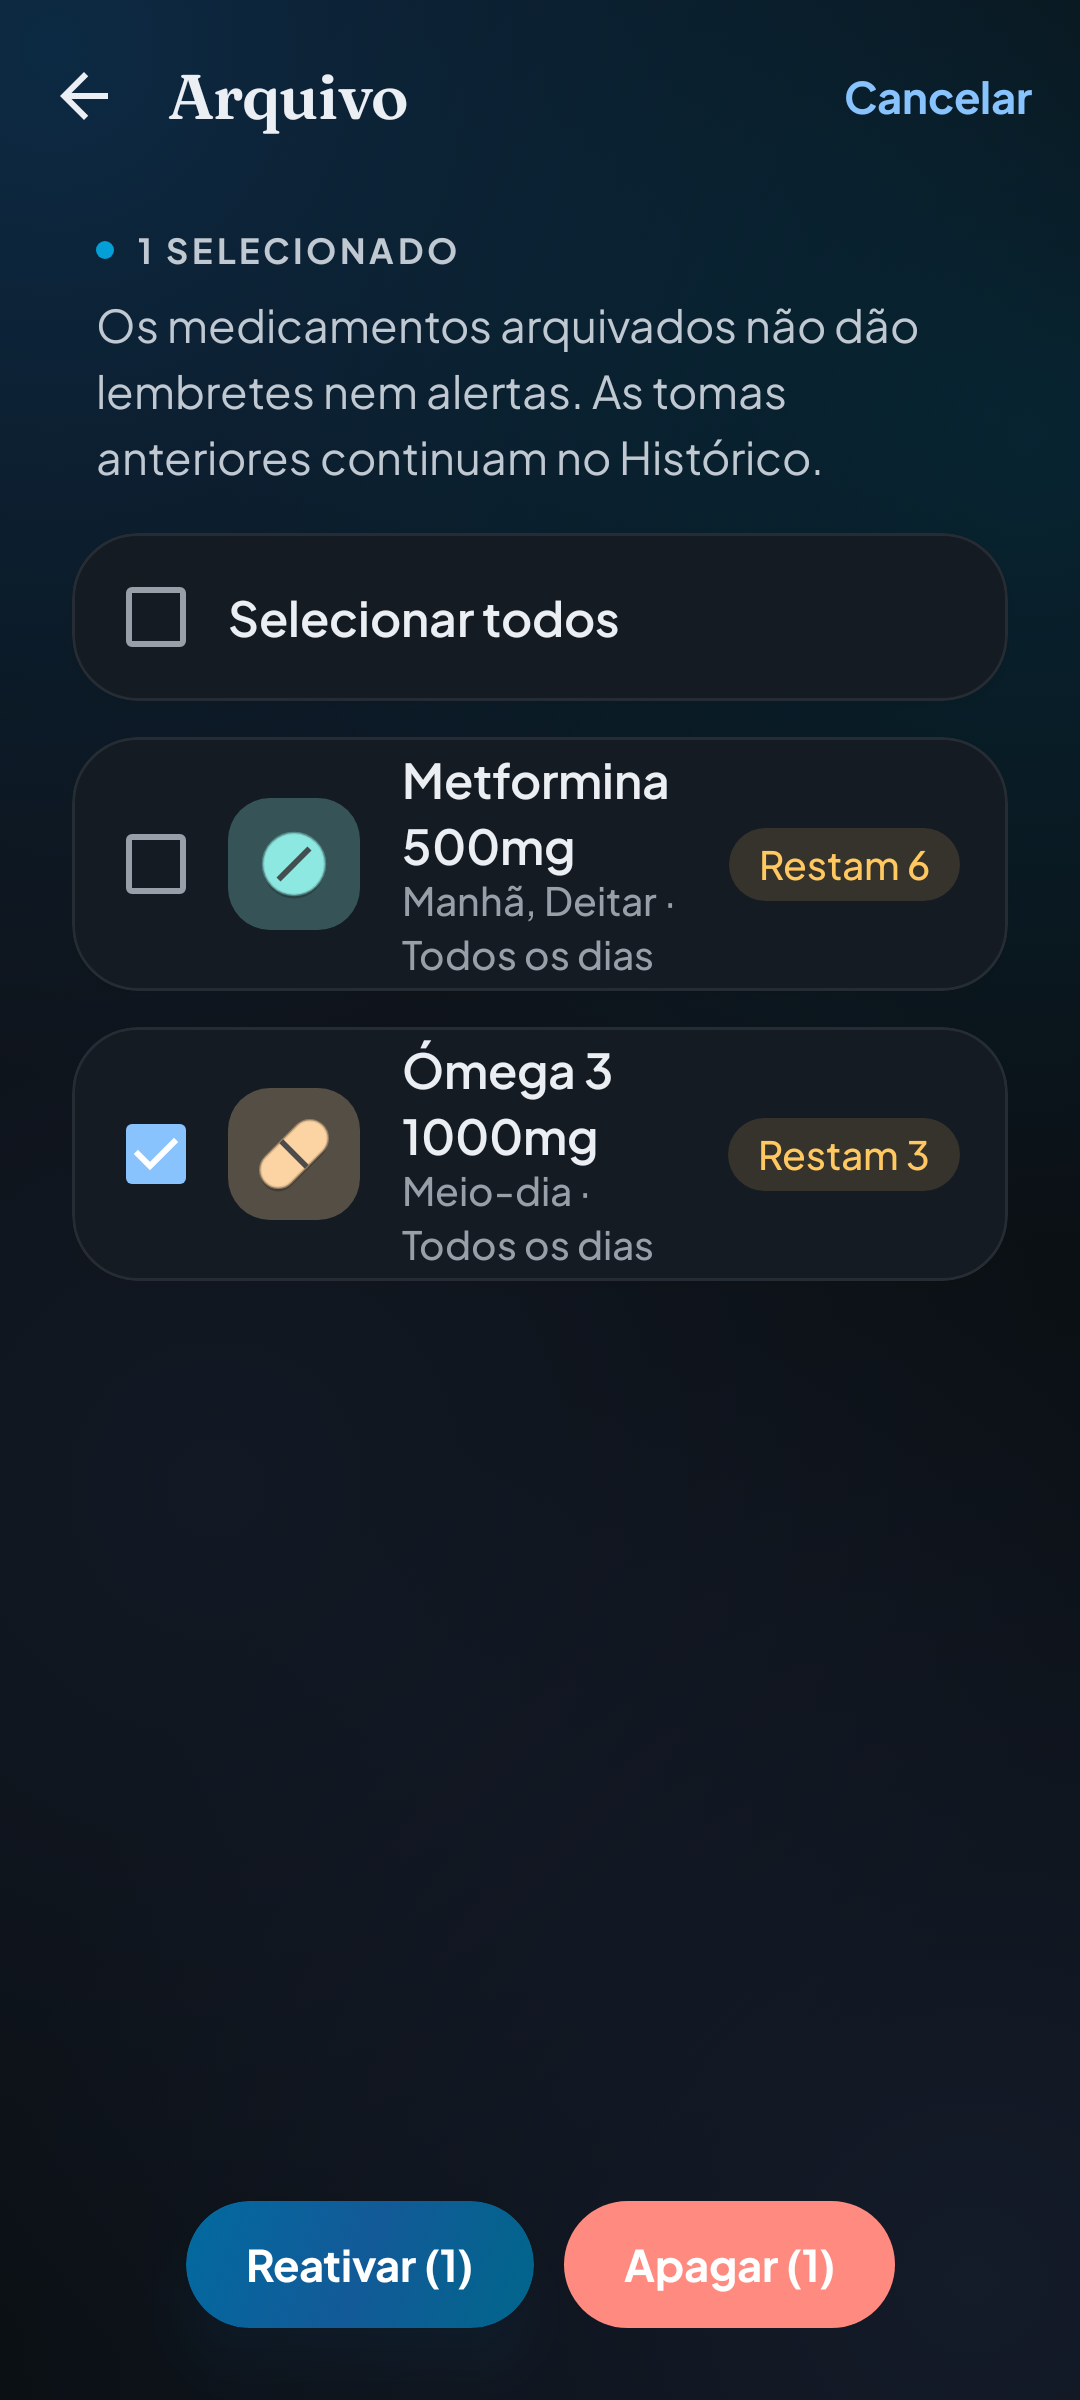 Arquivo
Cancelar
1 SELECIONADO
Os medicamentos arquivados não dão
lembretes nem alertas. As tomas
anteriores continuam no Histórico.
Selecionar todos
Metformina
500mg
Manhã, Deitar ·
Todos os dias
Restam 6
Ómega 3
1000mg
Meio-dia ·
Todos os dias
Restam 3
Reativar (1)
Apagar (1)